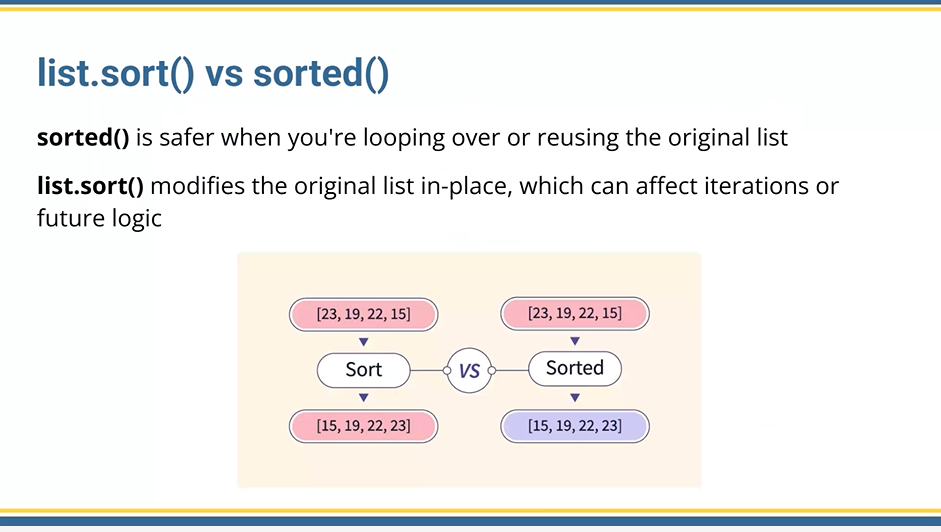 list.sort() vs sorted()
sorted() is safer when you're looping over or reusing the original list
list.sort() modifies the original list in-place, which can affect iterations or
future logic
[23, 19, 22, 15]
[23, 19, 22, 15]
Sort
VS
Sorted
[15, 19, 22, 23]
[15, 19, 22, 23]